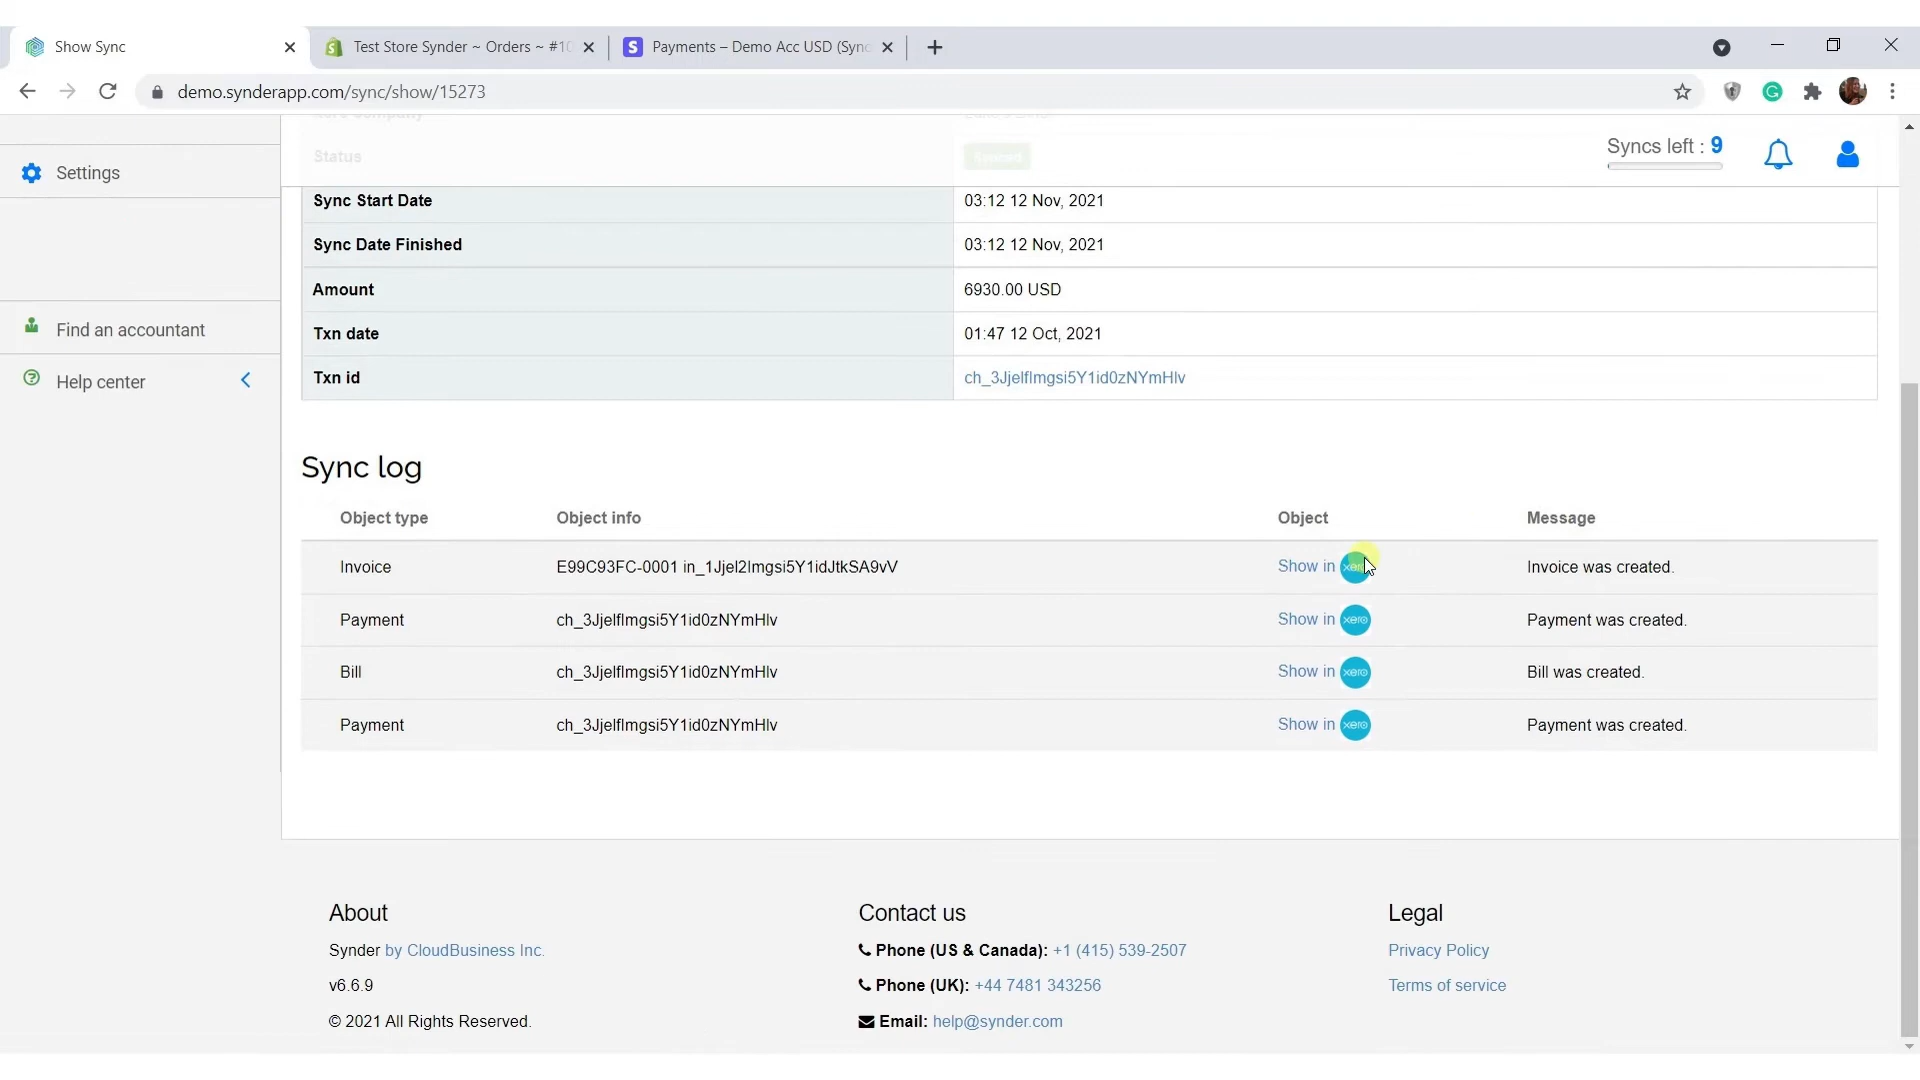 Show Sync
Test Store Synder ~ Orders ~ #10
Payments – Demo Acc USD (Sync
demo.synderapp.com/sync/show/15273
Settings
Find an accountant
Help center
Syncs left : 9
Status
Synced
Sync Start Date 03:12 12 Nov, 2021
Sync Date Finished 03:12 12 Nov, 2021
Amount 6930.00 USD
Txn date 01:47 12 Oct, 2021
Txn id ch_3JjelfImgsi5Y1id0zNYmHlv
Sync log
Object type Object info Object Message
Invoice E99C93FC-0001 in_1Jjel2Imgsi5Y1idJtkSA9vV Show in xero Invoice was created.
Payment ch_3JjelfImgsi5Y1id0zNYmHlv Show in xero Payment was created.
Bill ch_3JjelfImgsi5Y1id0zNYmHlv Show in xero Bill was created.
Payment ch_3JjelfImgsi5Y1id0zNYmHlv Show in xero Payment was created.
About
Synder by CloudBusiness Inc.
v6.6.9
© 2021 All Rights Reserved.
Contact us
Phone (US & Canada): +1 (415) 539-2507
Phone (UK): +44 7481 343256
Email: help@synder.com
Legal
Privacy Policy
Terms of service